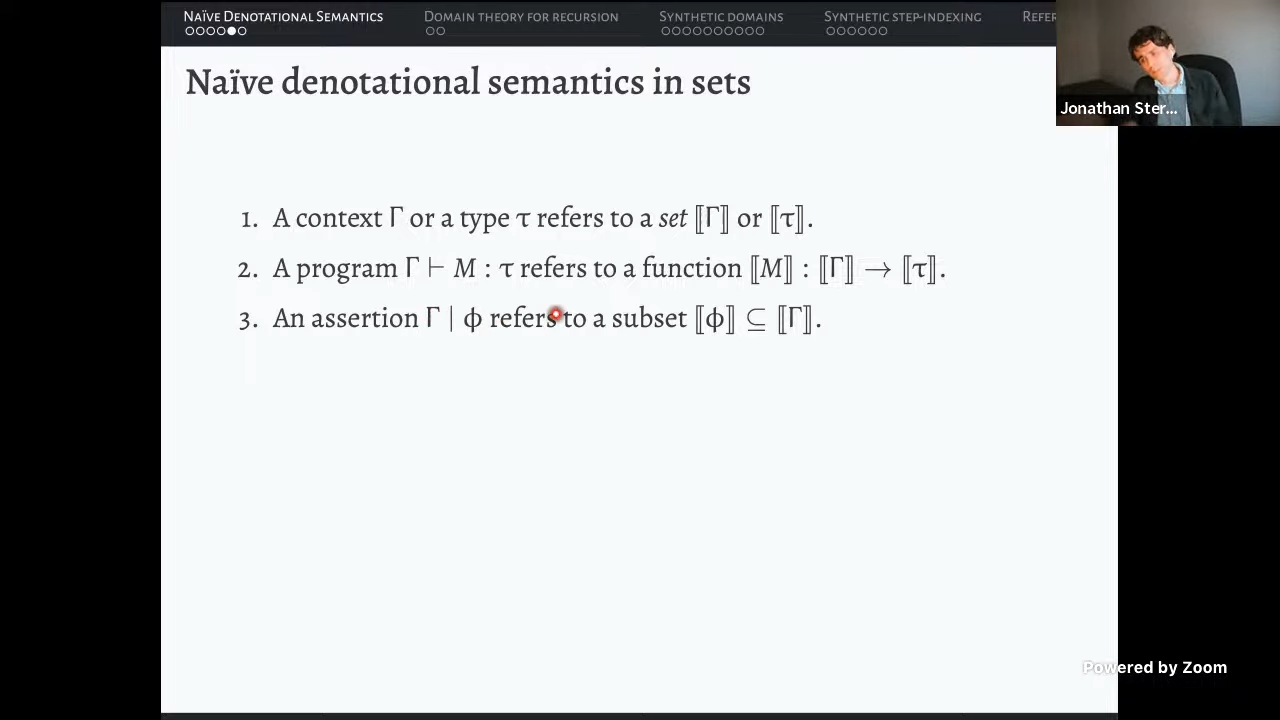 Naïve Denotational Semantics Domain theory for recursion Synthetic domains Synthetic step-indexing Refer
Jonathan Ster...
Naïve denotational semantics in sets
1. A context Γ or a type τ refers to a set ⟦Γ⟧ or ⟦τ⟧.
2. A program Γ ⊢ M : τ refers to a function ⟦M⟧ : ⟦Γ⟧ → ⟦τ⟧.
3. An assertion Γ | ϕ refers to a subset ⟦ϕ⟧ ⊆ ⟦Γ⟧.
Powered by Zoom